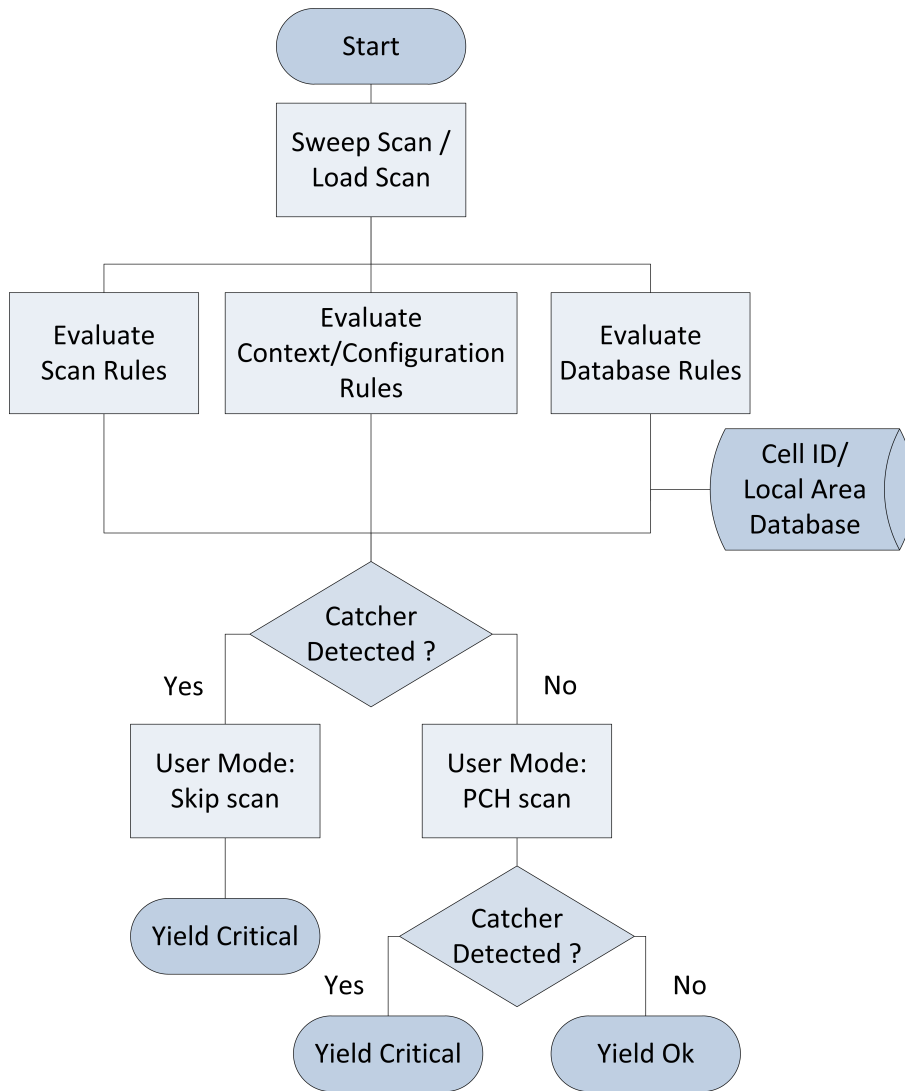 Start
Sweep Scan /
Load Scan
Evaluate
Scan Rules
Evaluate
Context/Configuration
Rules
Evaluate
Database Rules
Cell ID/
Local Area
Database
Catcher
Detected ?
Yes
No
User Mode:
Skip scan
User Mode:
PCH scan
Yield Critical
Catcher
Detected ?
Yes
No
Yield Critical
Yield Ok